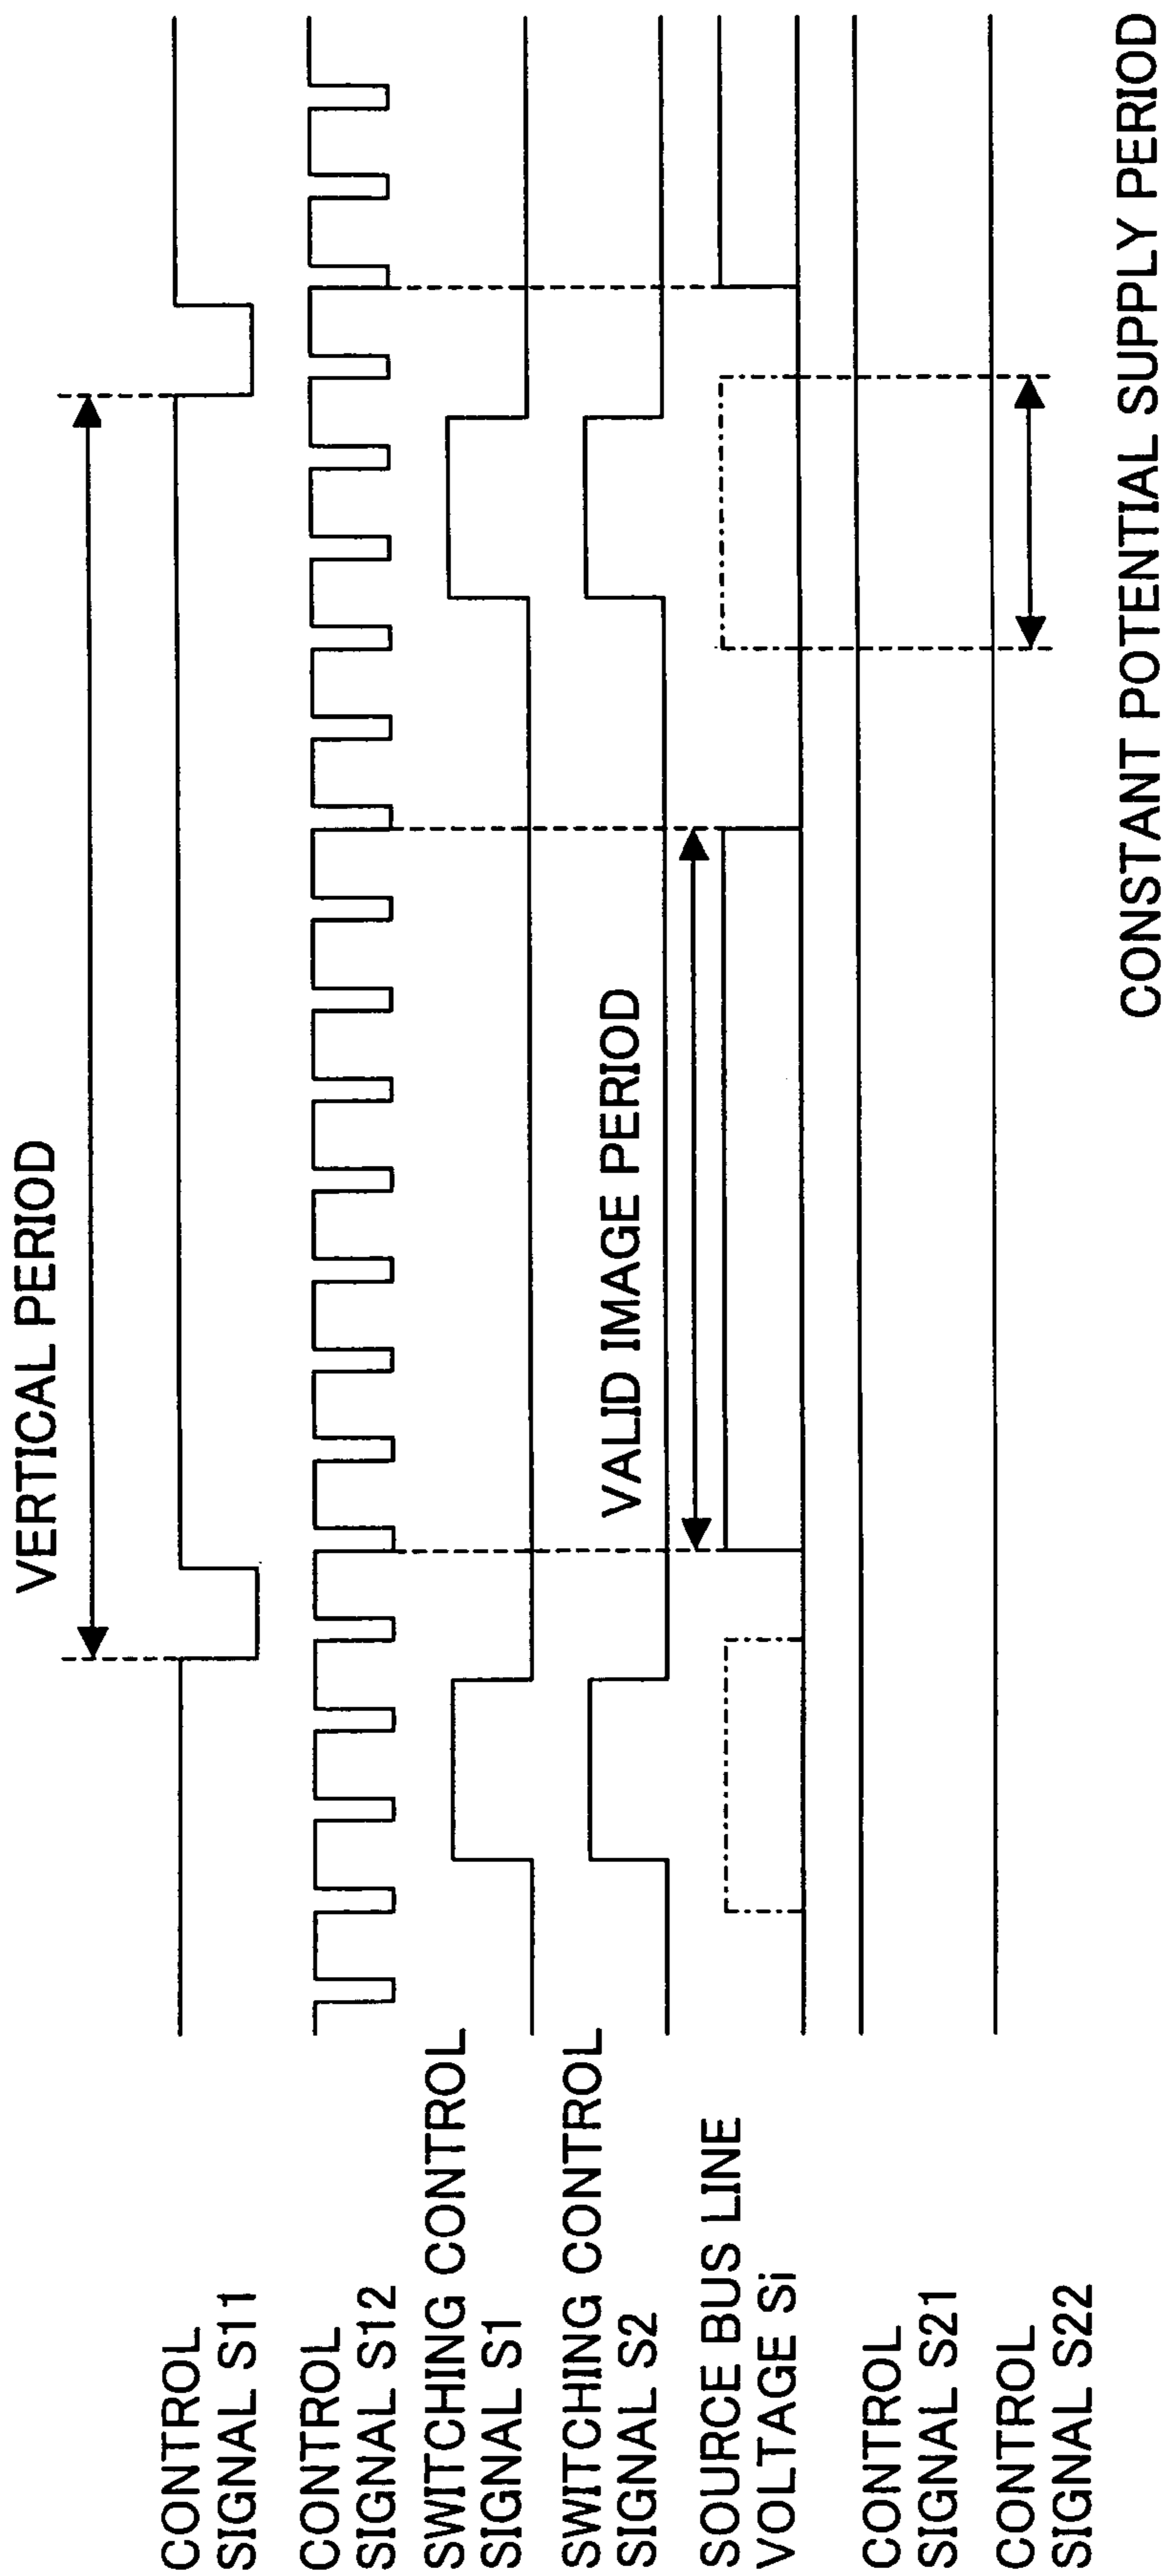 VERTICAL PERIOD
CONTROL
SIGNAL S11
CONTROL
SIGNAL S12
SWITCHING CONTROL
SIGNAL S1
SWITCHING CONTROL
SIGNAL S2
VALID IMAGE PERIOD
SOURCE BUS LINE
VOLTAGE Si
CONTROL
SIGNAL S21
CONTROL
SIGNAL S22
CONSTANT POTENTIAL SUPPLY PERIOD